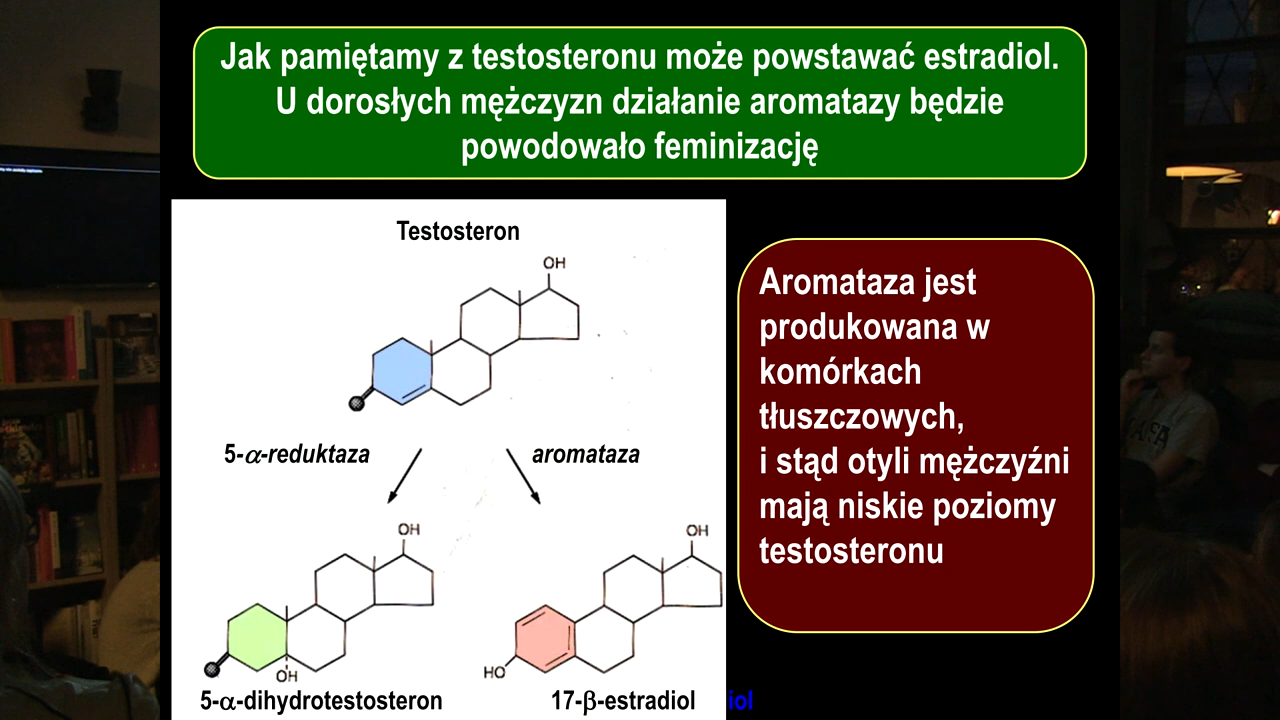 Jak pamiętamy z testosteronu może powstawać estradiol.
U dorosłych mężczyzn działanie aromatazy będzie
powodowało feminizację
Testosteron
OH
5-α-reduktaza
aromataza
OH
OH
HO
OH
5-α-dihydrotestosteron
17-β-estradiol
iol
Aromataza jest
produkowana w
komórkach
tłuszczowych,
i stąd otyli mężczyźni
mają niskie poziomy
testosteronu